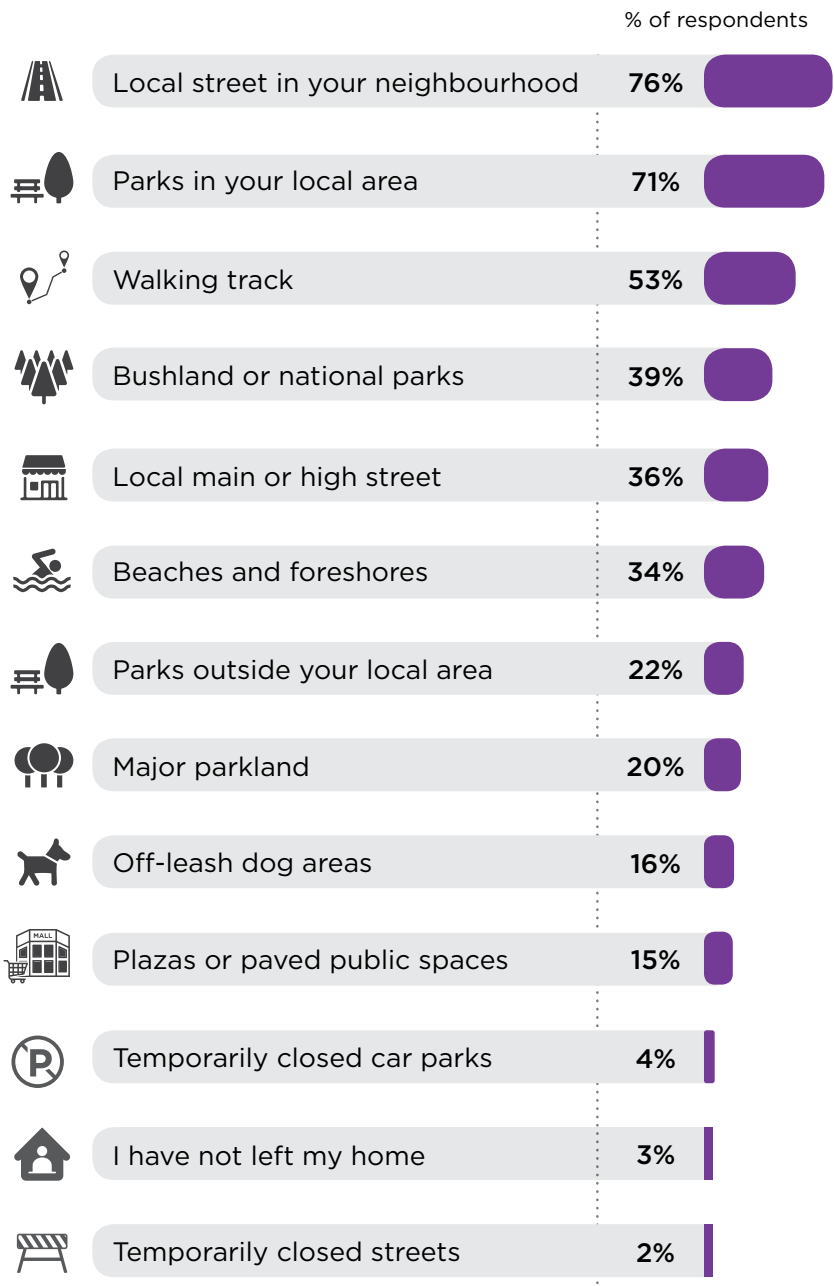 % of respondents
Local street in your neighbourhood 76%
Parks in your local area 71%
Walking track 53%
Bushland or national parks 39%
Local main or high street 36%
Beaches and foreshores 34%
Parks outside your local area 22%
Major parkland 20%
Off-leash dog areas 16%
MALL
Plazas or paved public spaces 15%
P
Temporarily closed car parks 4%
I have not left my home 3%
Temporarily closed streets 2%